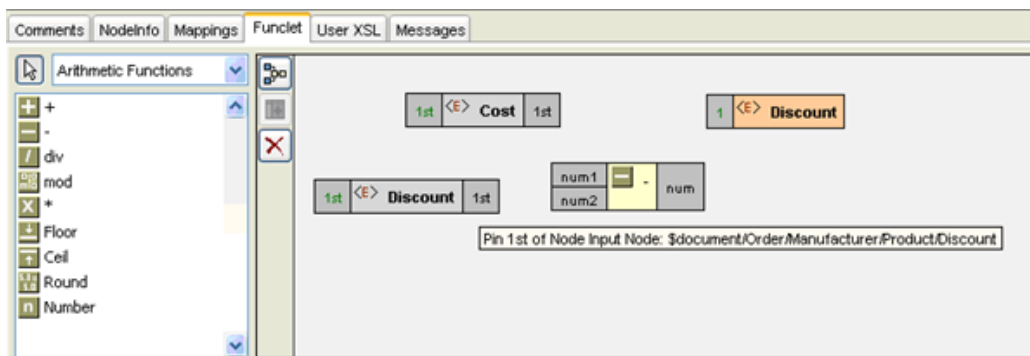 Comments NodeInfo Mappings Funclet User XSL Messages
Arithmetic Functions
+
-
div
mod
*
Floor
Ceil
Round
Number
1st <E> Cost 1st
1 <E> Discount
1st <E> Discount 1st
num1 - num
num2
Pin 1st of Node Input Node: $document/Order/Manufacturer/Product/Discount